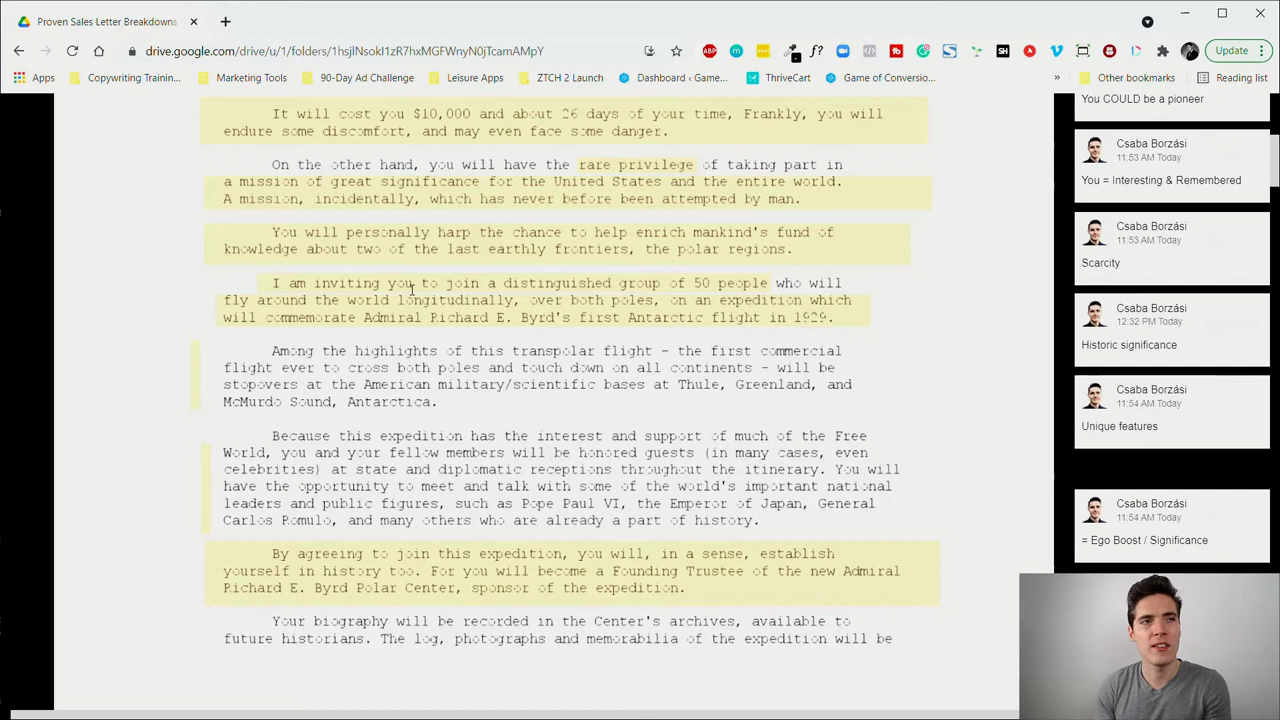 Proven Sales Letter Breakdowns
drive.google.com/drive/u/1/folders/1hsjlNsokI1zR7hxMGFWnyN0jTcamAMpY
Update
Apps
Copywriting Trainin...
Marketing Tools
90-Day Ad Challenge
Leisure Apps
ZTCH 2 Launch
Dashboard ‹ Game...
ThriveCart
Game of Conversio...
»
Other bookmarks
Reading list
It will cost you $10,000 and about 26 days of your time, Frankly, you will
endure some discomfort, and may even face some danger.
On the other hand, you will have the rare privilege of taking part in
a mission of great significance for the United States and the entire world.
A mission, incidentally, which has never before been attempted by man.
You will personally harp the chance to help enrich mankind's fund of
knowledge about two of the last earthly frontiers, the polar regions.
I am inviting you to join a distinguished group of 50 people who will
fly around the world longitudinally, over both poles, on an expedition which
will commemorate Admiral Richard E. Byrd's first Antarctic flight in 1929.
Among the highlights of this transpolar flight - the first commercial
flight ever to cross both poles and touch down on all continents - will be
stopovers at the American military/scientific bases at Thule, Greenland, and
McMurdo Sound, Antarctica.
Because this expedition has the interest and support of much of the Free
World, you and your fellow members will be honored guests (in many cases, even
celebrities) at state and diplomatic receptions throughout the itinerary. You will
have the opportunity to meet and talk with some of the world's important national
leaders and public figures, such as Pope Paul VI, the Emperor of Japan, General
Carlos Romulo, and many others who are already a part of history.
By agreeing to join this expedition, you will, in a sense, establish
yourself in history too. For you will become a Founding Trustee of the new Admiral
Richard E. Byrd Polar Center, sponsor of the expedition.
Your biography will be recorded in the Center's archives, available to
future historians. The log, photographs and memorabilia of the expedition will be
You COULD be a pioneer
Csaba Borzási
11:53 AM Today
You = Interesting & Remembered
Csaba Borzási
11:53 AM Today
Scarcity
Csaba Borzási
12:32 PM Today
Historic significance
Csaba Borzási
11:54 AM Today
Unique features
Csaba Borzási
11:54 AM Today
= Ego Boost / Significance